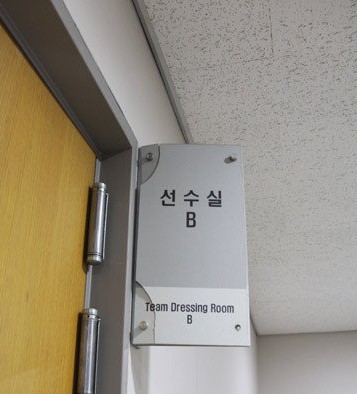 선수실
B
Team Dressing Room
B